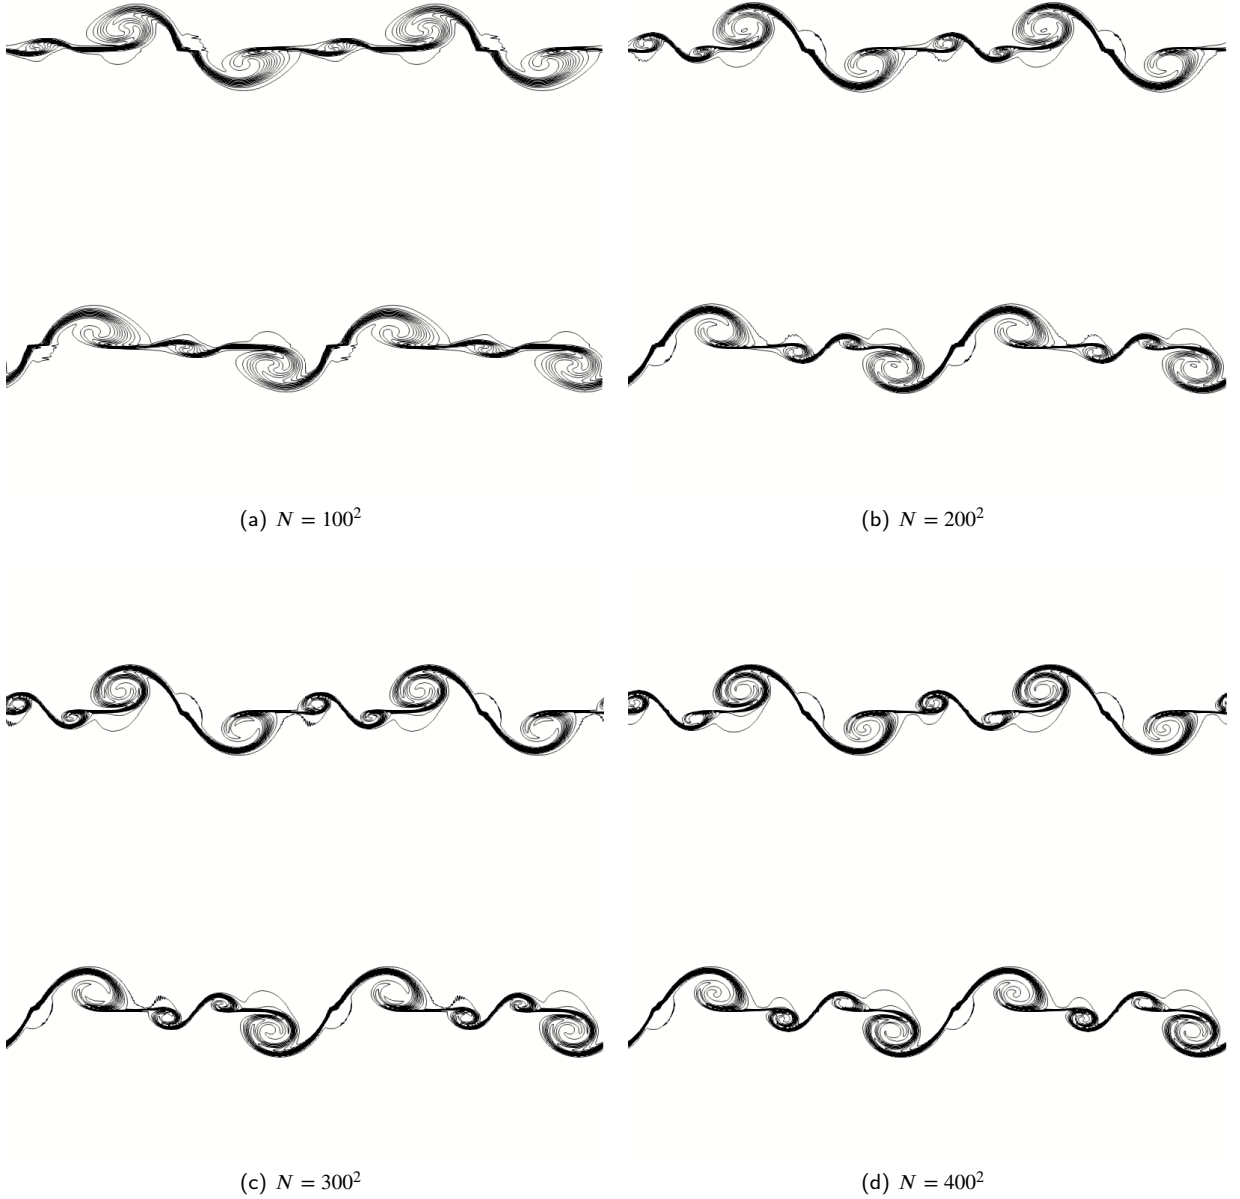 (a) N = 100²
(b) N = 200²
(c) N = 300²
(d) N = 400²